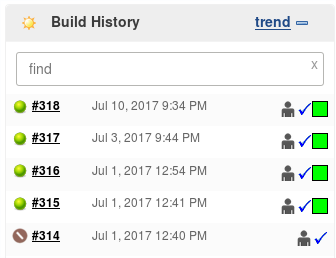 Build History trend
find x
#318 Jul 10, 2017 9:34 PM
#317 Jul 3, 2017 9:44 PM
#316 Jul 1, 2017 12:54 PM
#315 Jul 1, 2017 12:41 PM
#314 Jul 1, 2017 12:40 PM